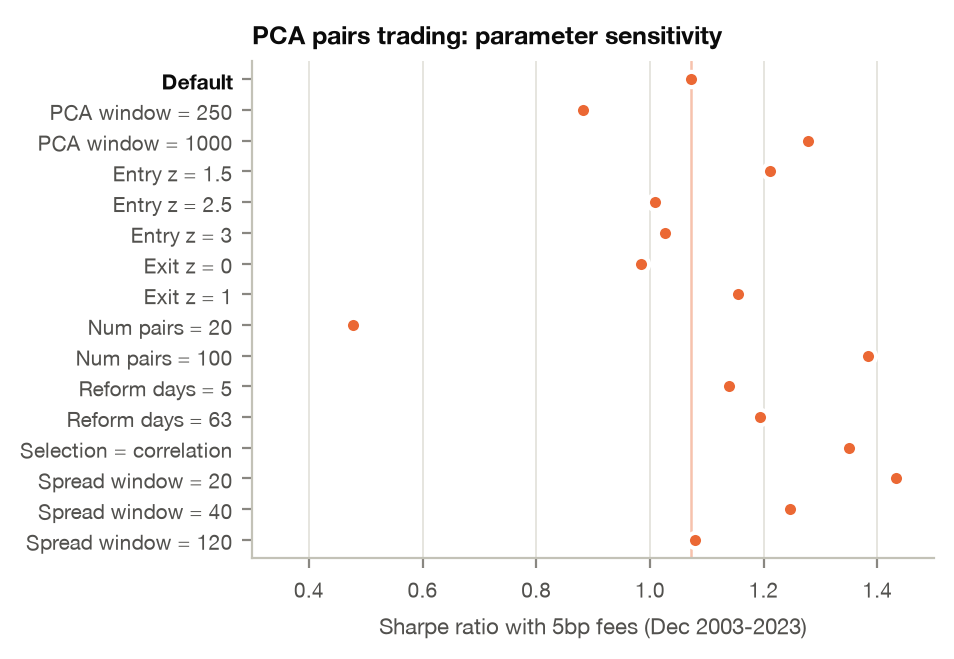 PCA pairs trading: parameter sensitivity
Default
PCA window = 250
PCA window = 1000
Entry z = 1.5
Entry z = 2.5
Entry z = 3
Exit z = 0
Exit z = 1
Num pairs = 20
Num pairs = 100
Reform days = 5
Reform days = 63
Selection = correlation
Spread window = 20
Spread window = 40
Spread window = 120
0.4 0.6 0.8 1.0 1.2 1.4
Sharpe ratio with 5bp fees (Dec 2003-2023)